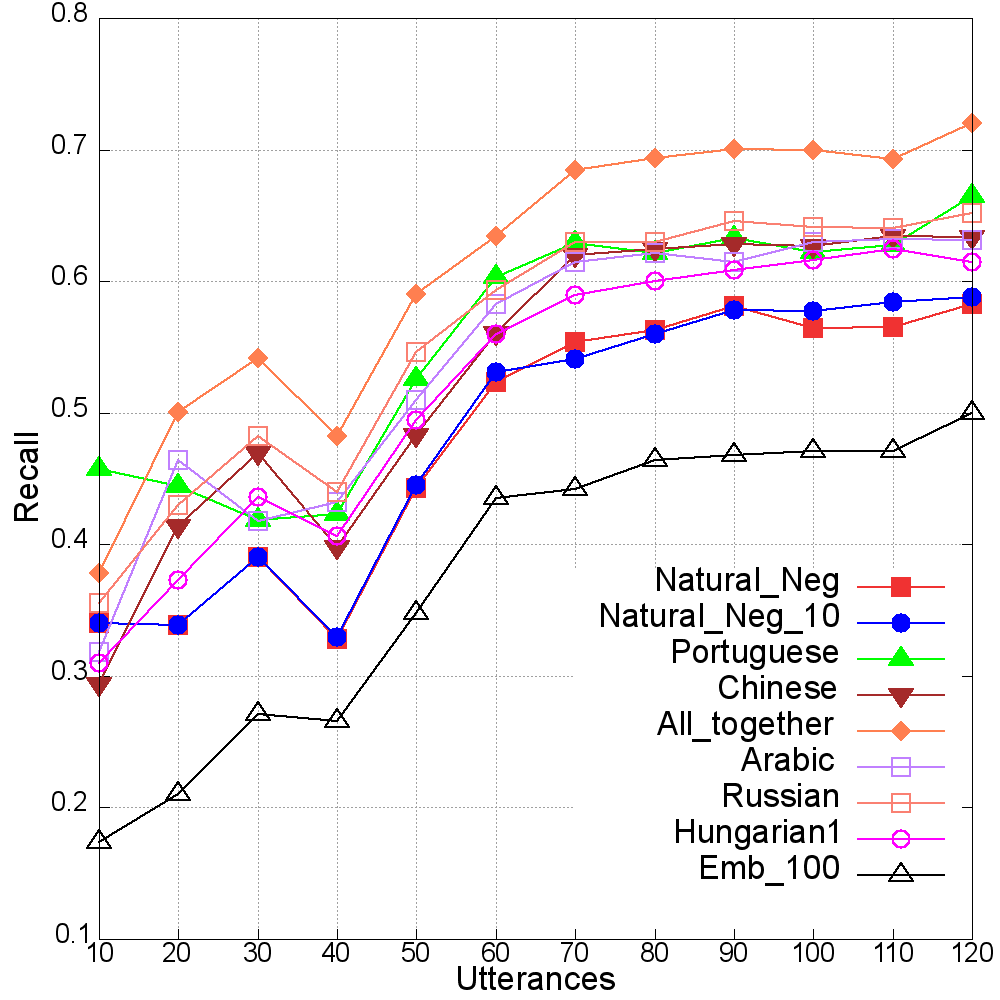 0.8
0.7
0.6
0.5
0.4
0.3
0.2
0.1
Recall
Natural_Neg
Natural_Neg_10
Portuguese
Chinese
All_together
Arabic
Russian
Hungarian1
Emb_100
10 20 30 40 50 60 70 80 90 100 110 120
Utterances